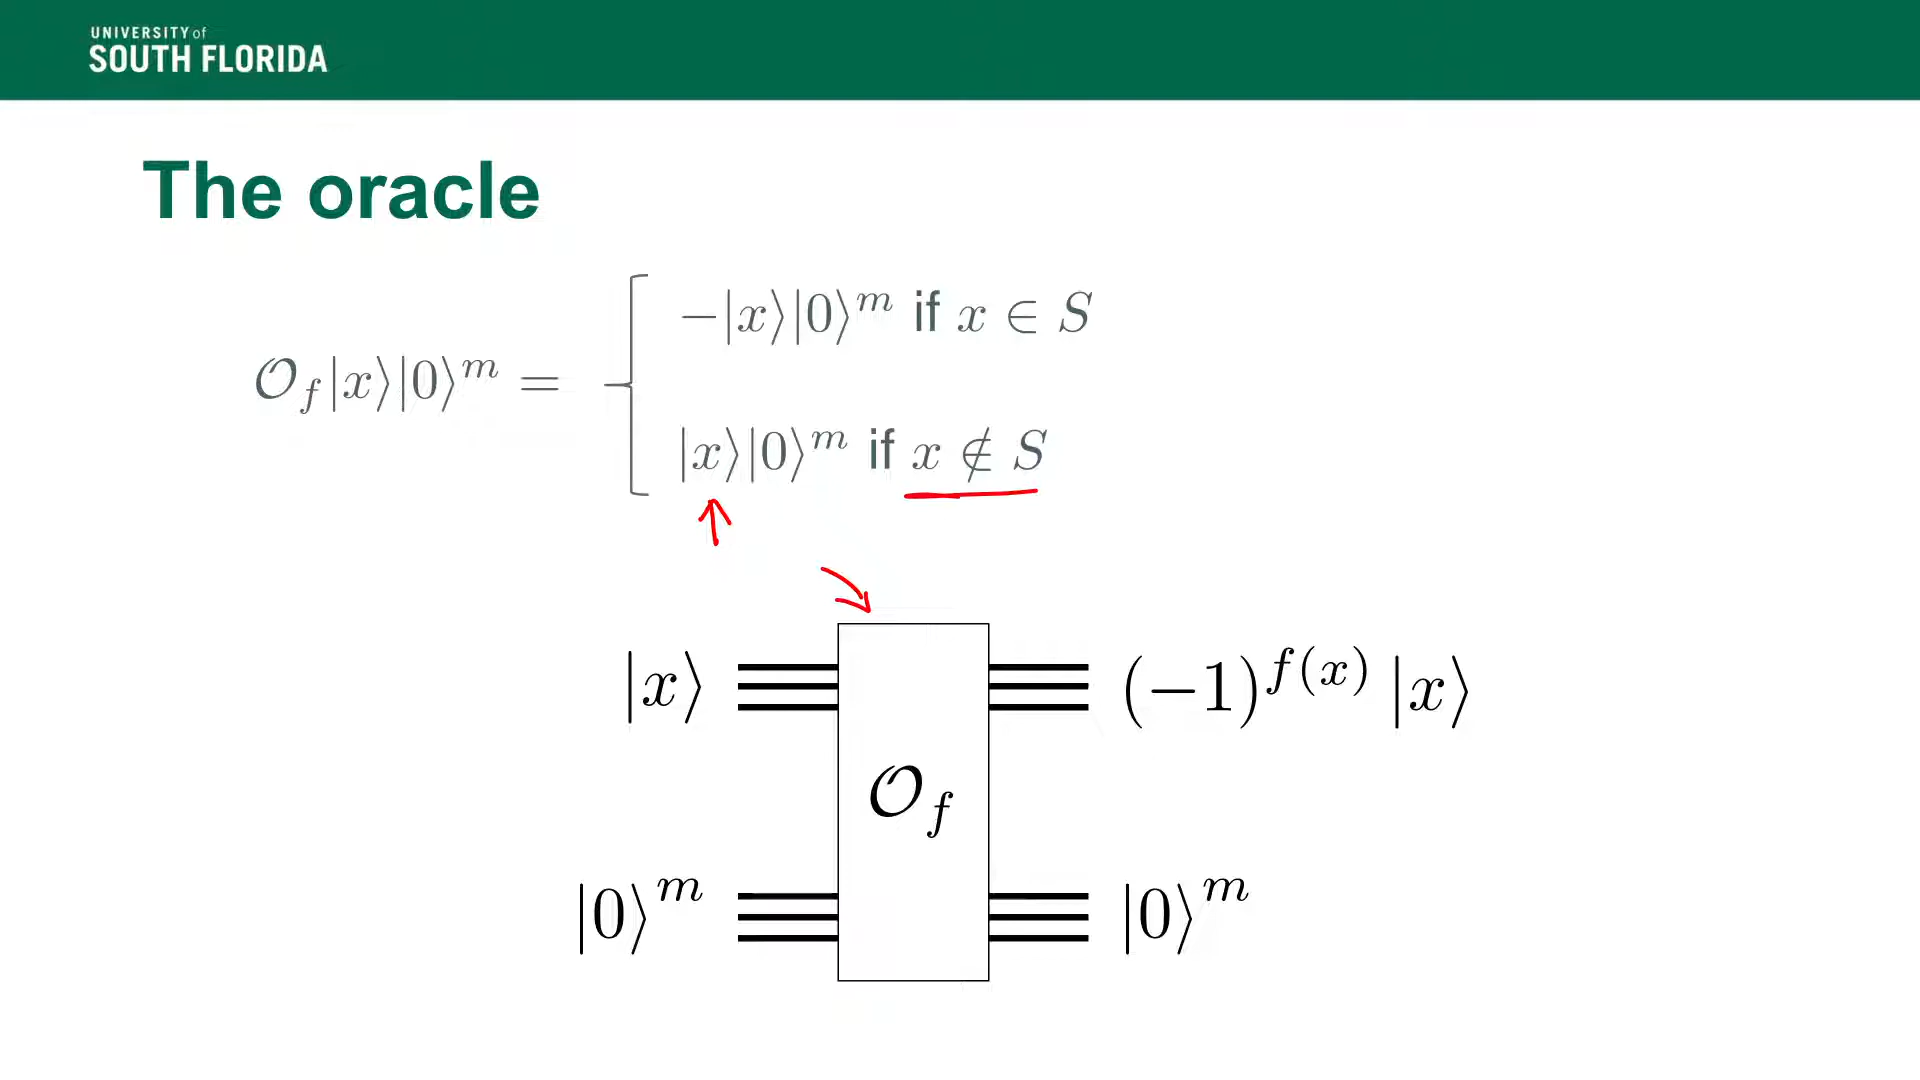 UNIVERSITY of
SOUTH FLORIDA
The oracle
−|x⟩|0⟩ᵐ if x ∈ S
𝒪_f|x⟩|0⟩ᵐ =
|x⟩|0⟩ᵐ if x ∉ S
|x⟩ (−1)^{f(x)} |x⟩
𝒪_f
|0⟩ᵐ |0⟩ᵐ